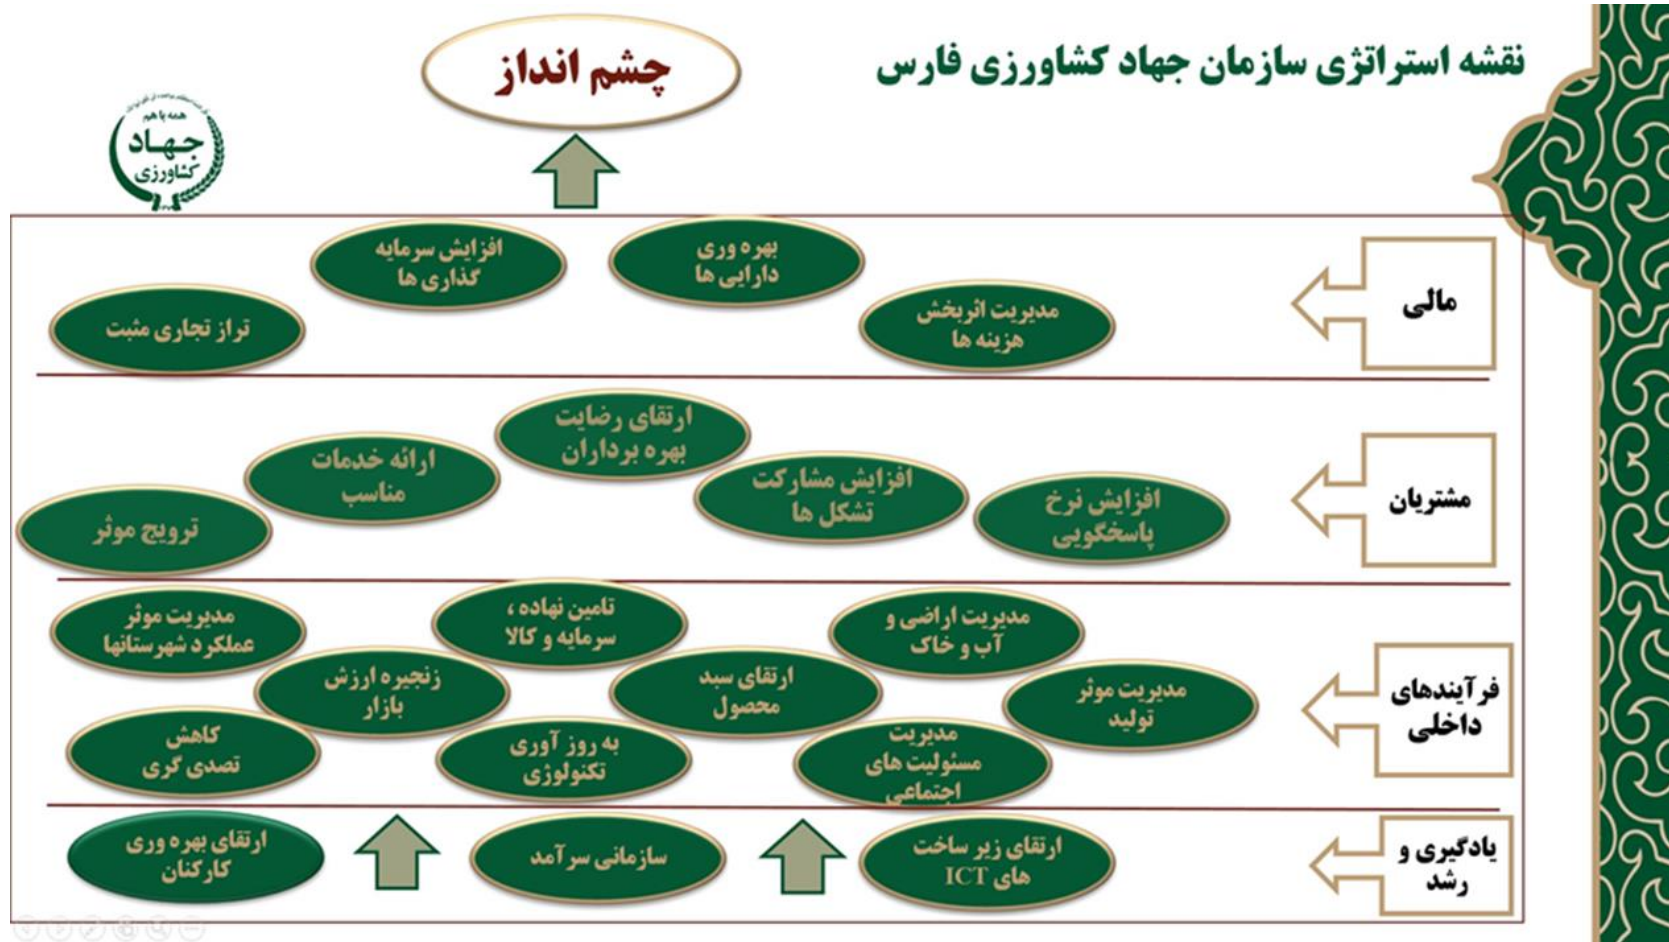 نقشه استراتژی سازمان جهاد کشاورزی فارس
چشم انداز
همه با هم
جهاد
کشاورزی
مالی
مدیریت اثربخش
هزینه ها
بهره وری
دارایی ها
افزایش سرمایه
گذاری ها
تراز تجاری مثبت
مشتریان
افزایش نرخ
پاسخگویی
افزایش مشارکت
تشکل ها
ارتقای رضایت
بهره برداران
ارائه خدمات
مناسب
ترویج موثر
فرآیندهای
داخلی
مدیریت موثر
تولید
مدیریت اراضی و
آب و خاک
مدیریت
مسئولیت های
اجتماعی
ارتقای سبد
محصول
تامین نهاده ،
سرمایه و کالا
به روز آوری
تکنولوژی
زنجیره ارزش
بازار
مدیریت موثر
عملکرد شهرستانها
کاهش
تصدی گری
یادگیری و
رشد
ارتقای زیر ساخت
های ICT
سازمانی سرآمد
ارتقای بهره وری
کارکنان